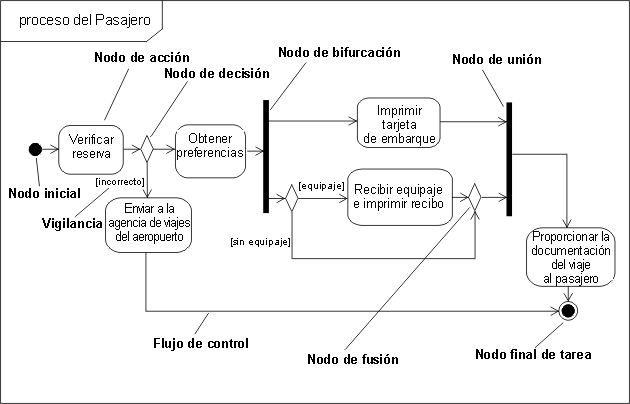 proceso del Pasajero
Nodo de acción
Nodo de decisión
Nodo de bifurcación
Nodo de unión
Verificar
reserva
Obtener
preferencias
Imprimir
tarjeta
de embarque
Nodo inicial
[incorrecto]
Vigilancia
Enviar a la
agencia de viajes
del aeropuerto
[equipaje]
Recibir equipaje
e imprimir recibo
[sin equipaje]
Proporcionar la
documentación
del viaje
al pasajero
Flujo de control
Nodo de fusión
Nodo final de tarea